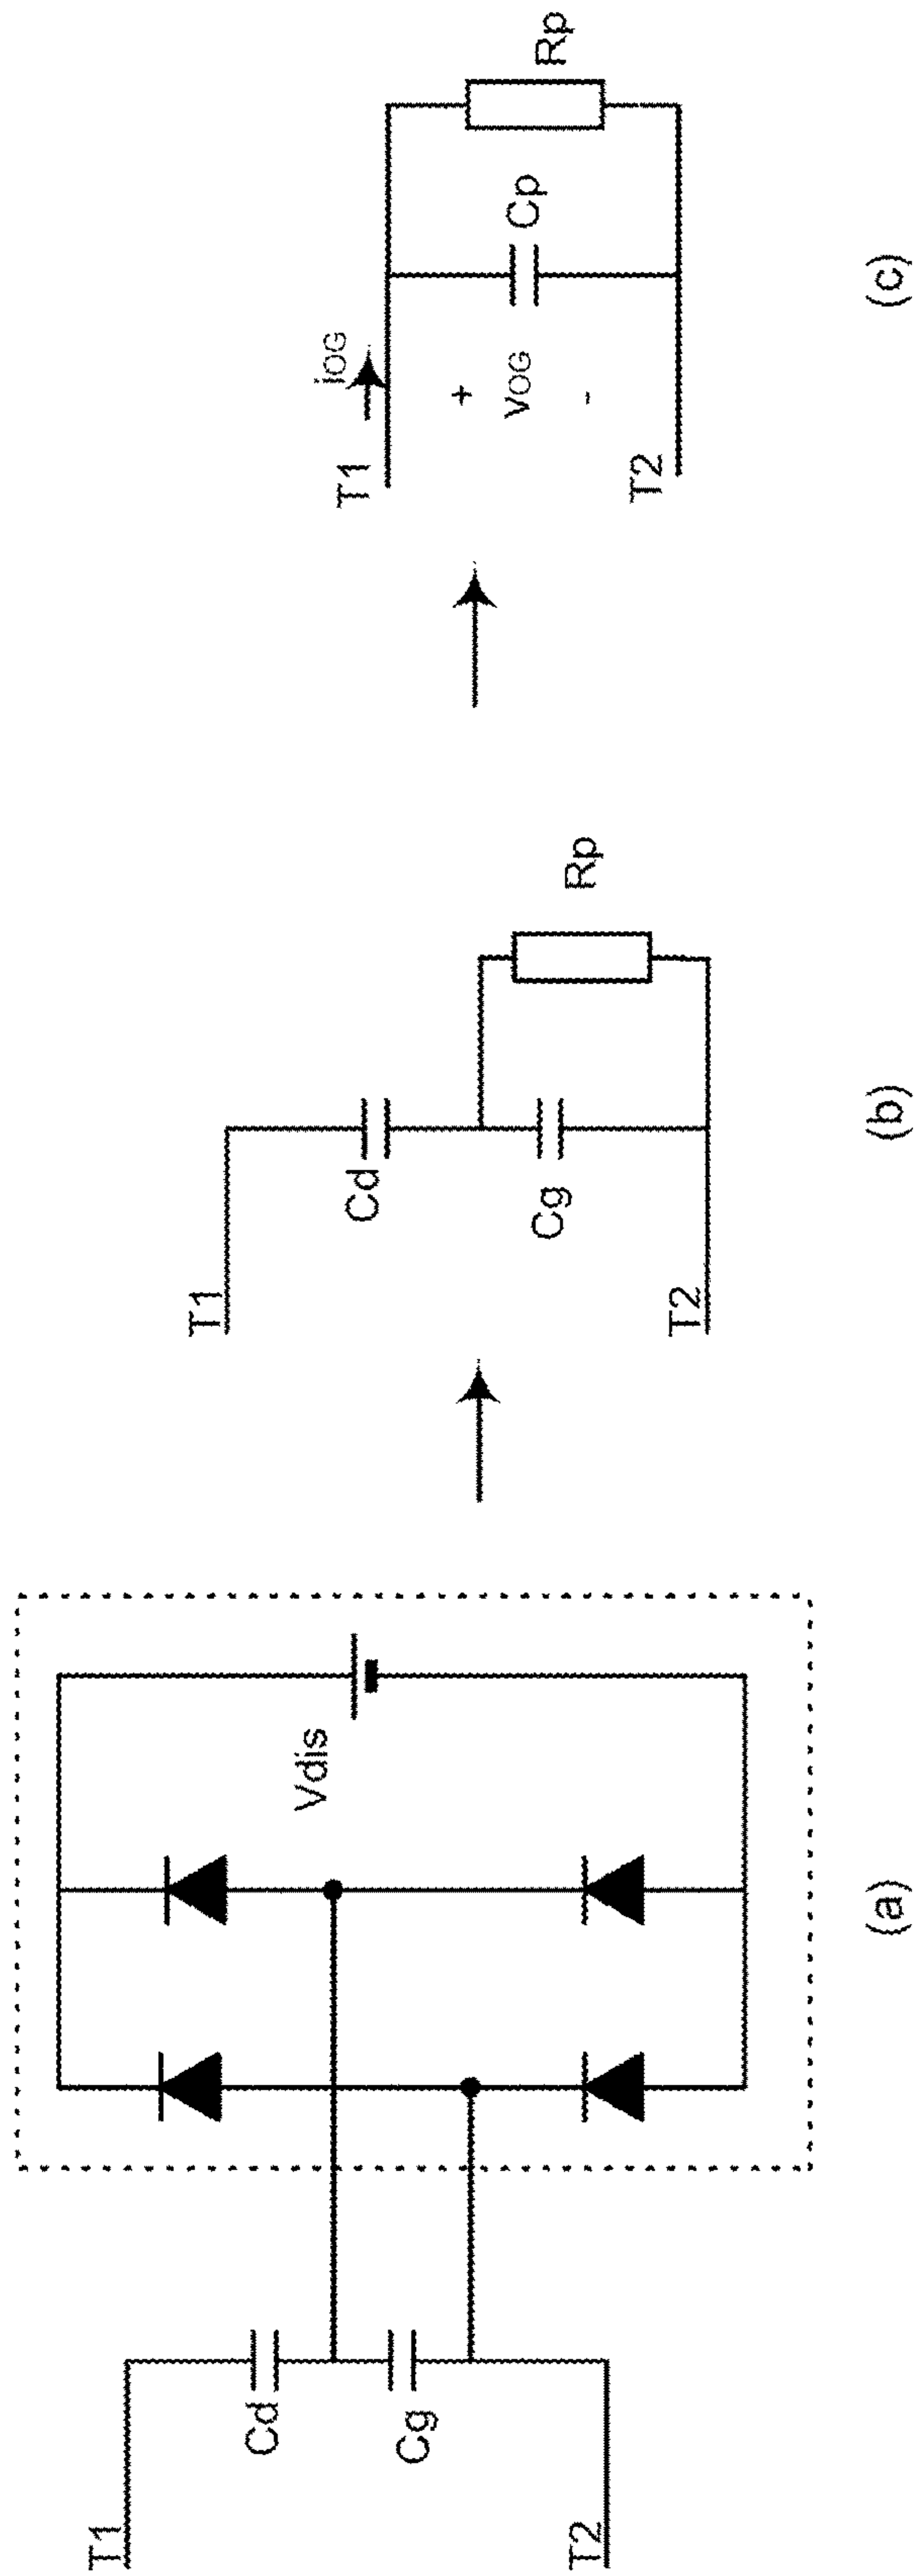 T1
Cd
Cg
T2
Vdis
(a)
T1
Cd
Cg
Rp
T2
(b)
T1
iOG
+
vOG
-
Cp
Rp
T2
(c)